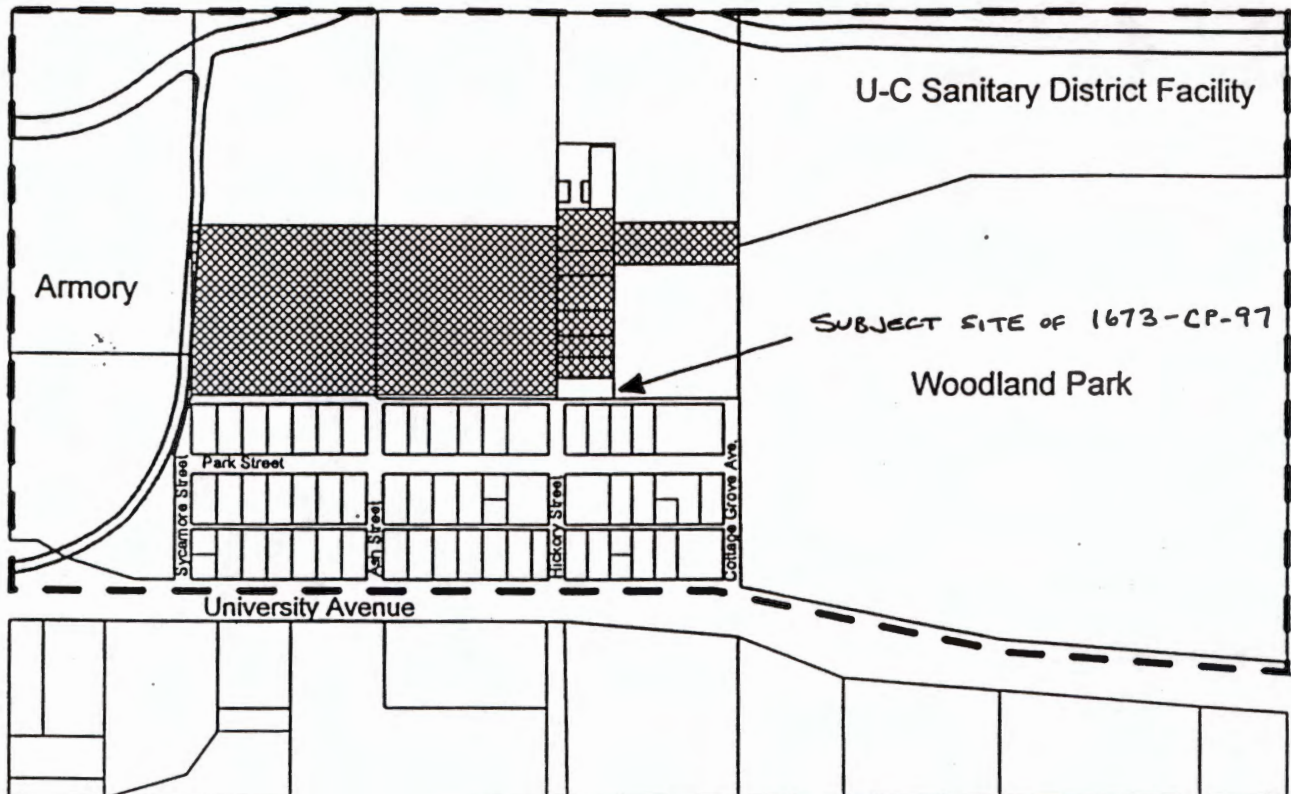 U-C Sanitary District Facility
Armory
SUBJECT SITE OF 1673-CP-97
Woodland Park
Park Street
Sycamore Street
Ash Street
Hickory Street
Cottage Grove Ave.
University Avenue